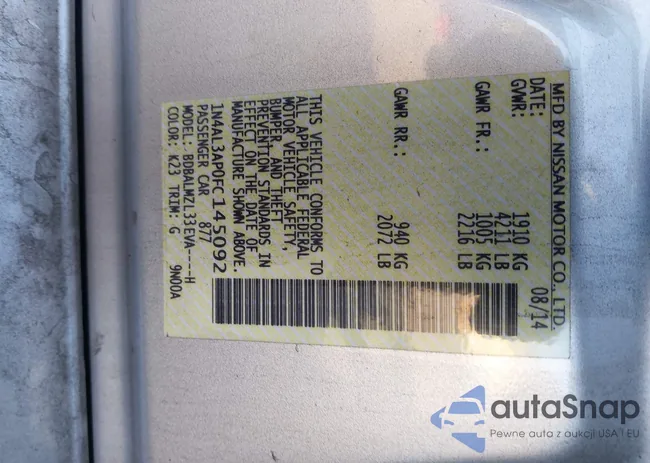 MFD BY NISSAN MOTOR CO., LTD.
DATE: 08/14
GVWR: 1910 KG
4211 LB
GAWR FR.: 1005 KG
2216 LB
GAWR RR.: 940 KG
2072 LB
THIS VEHICLE CONFORMS TO
ALL APPLICABLE FEDERAL
MOTOR VEHICLE SAFETY,
BUMPER, AND THEFT
PREVENTION STANDARDS IN
EFFECT ON THE DATE OF
MANUFACTURE SHOWN ABOVE.
1N4AL3AP0FC145092
PASSENGER CAR 877
MODEL: BDBALWZL33EVA----H
COLOR: K23 TRIM: G 9N00A
autaSnap
Pewne auta z aukcji USA i EU